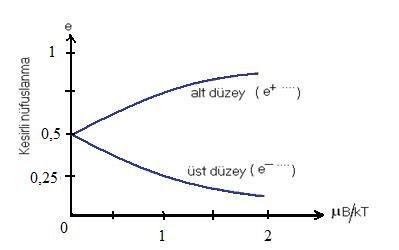 e
Kesirli nüfuslanma
1
alt düzey ( e+ ····)
0,5
üst düzey ( e– ····)
0,25
0
1
2
µB/kT